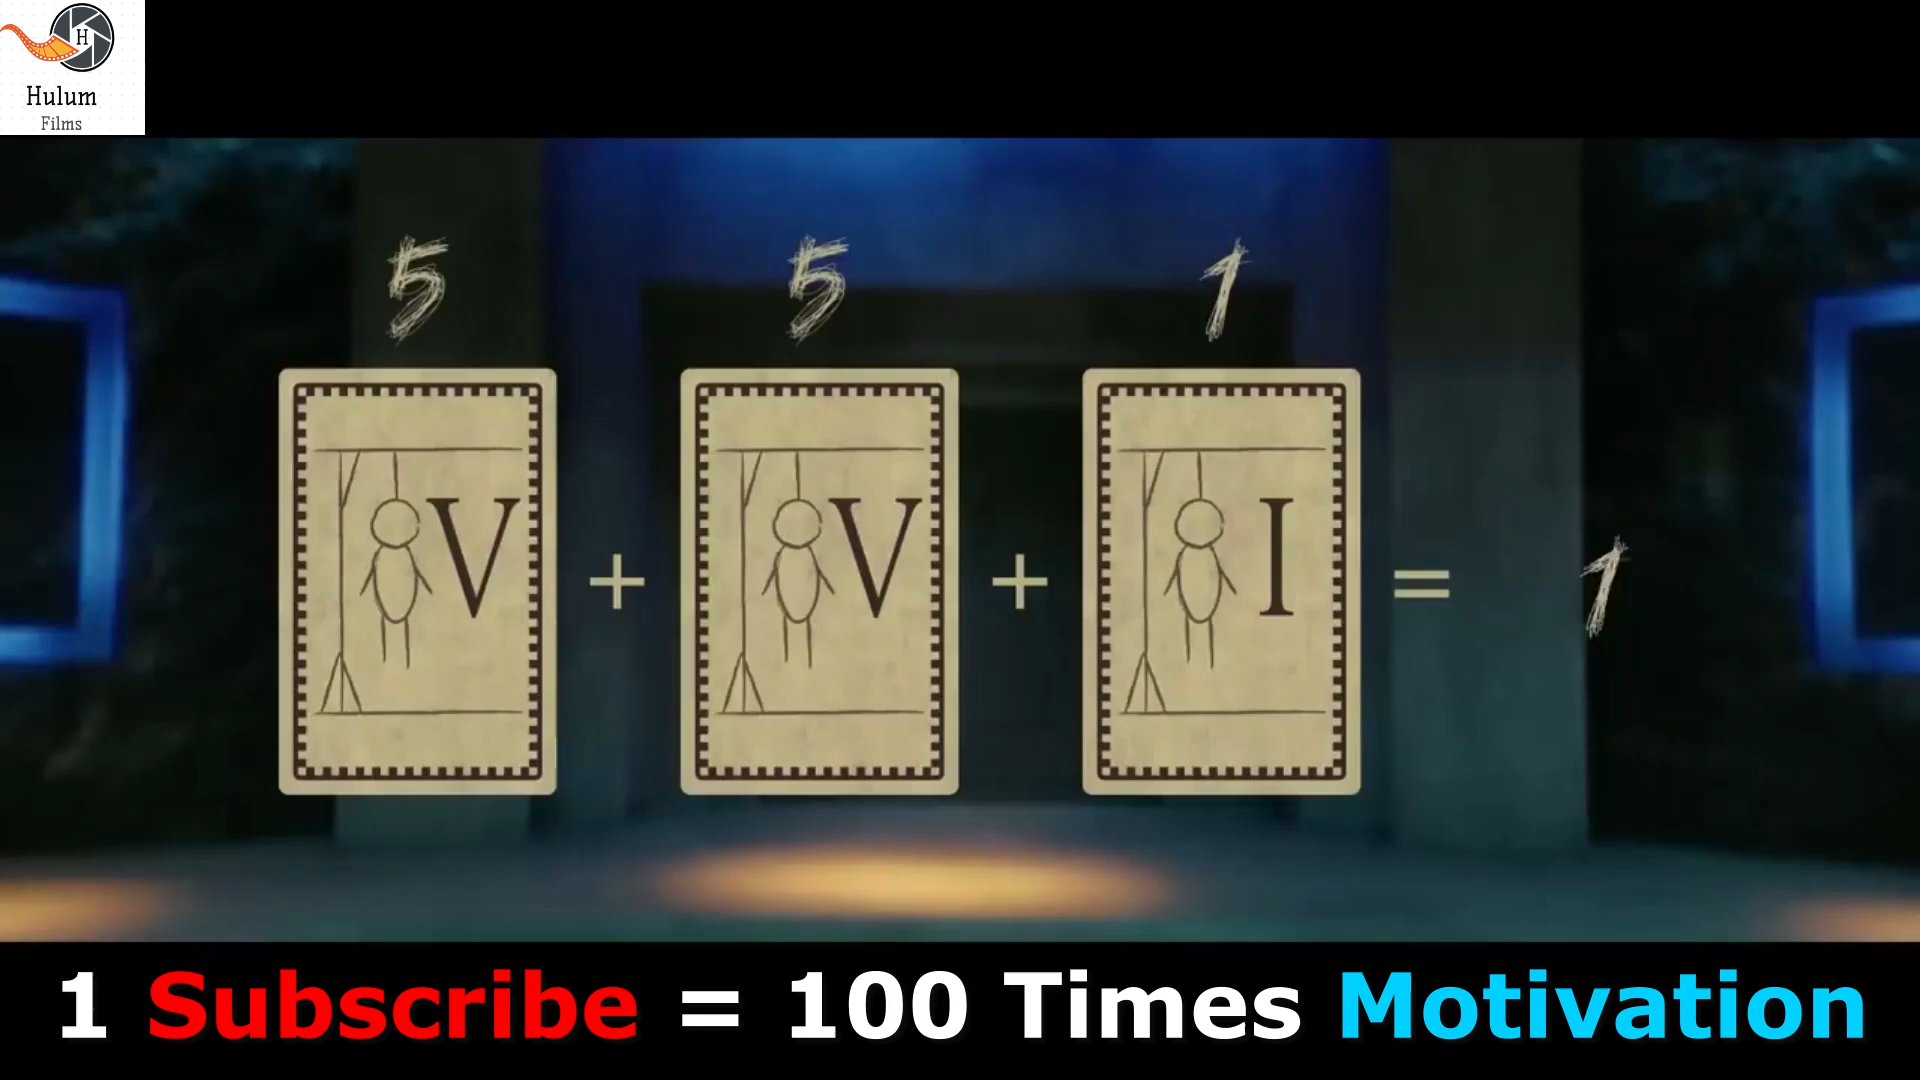 H
Hulum
Films
5 5 1
V + V + I = 1
1 Subscribe = 100 Times Motivation